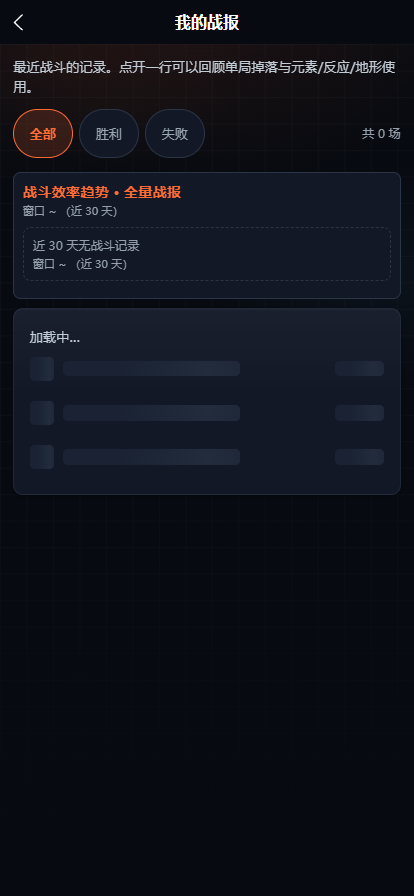 我的战报
最近战斗的记录。点开一行可以回顾单局掉落与元素/反应/地形使
用。
全部
胜利
失败
共 0 场
战斗效率趋势 • 全量战报
窗口 ~ （近 30 天）
近 30 天无战斗记录
窗口 ~ （近 30 天）
加载中...